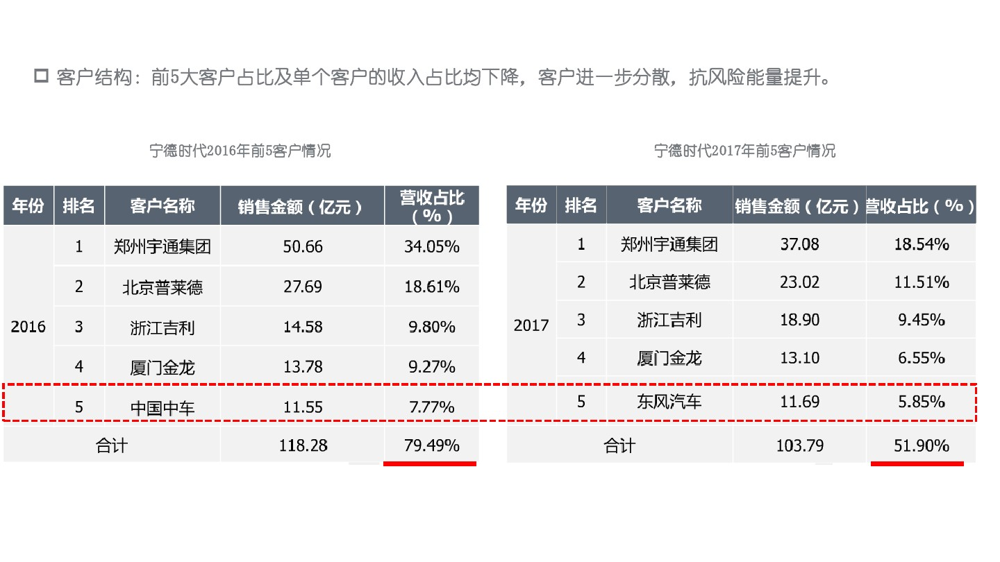 客户结构：前5大客户占比及单个客户的收入占比均下降，客户进一步分散，抗风险能量提升。
宁德时代2016年前5客户情况
年份 排名 客户名称 销售金额（亿元） 营收占比（%）
2016
1 郑州宇通集团 50.66 34.05%
2 北京普莱德 27.69 18.61%
3 浙江吉利 14.58 9.80%
4 厦门金龙 13.78 9.27%
5 中国中车 11.55 7.77%
合计 118.28 79.49%
宁德时代2017年前5客户情况
年份 排名 客户名称 销售金额（亿元） 营收占比（%）
2017
1 郑州宇通集团 37.08 18.54%
2 北京普莱德 23.02 11.51%
3 浙江吉利 18.90 9.45%
4 厦门金龙 13.10 6.55%
5 东风汽车 11.69 5.85%
合计 103.79 51.90%